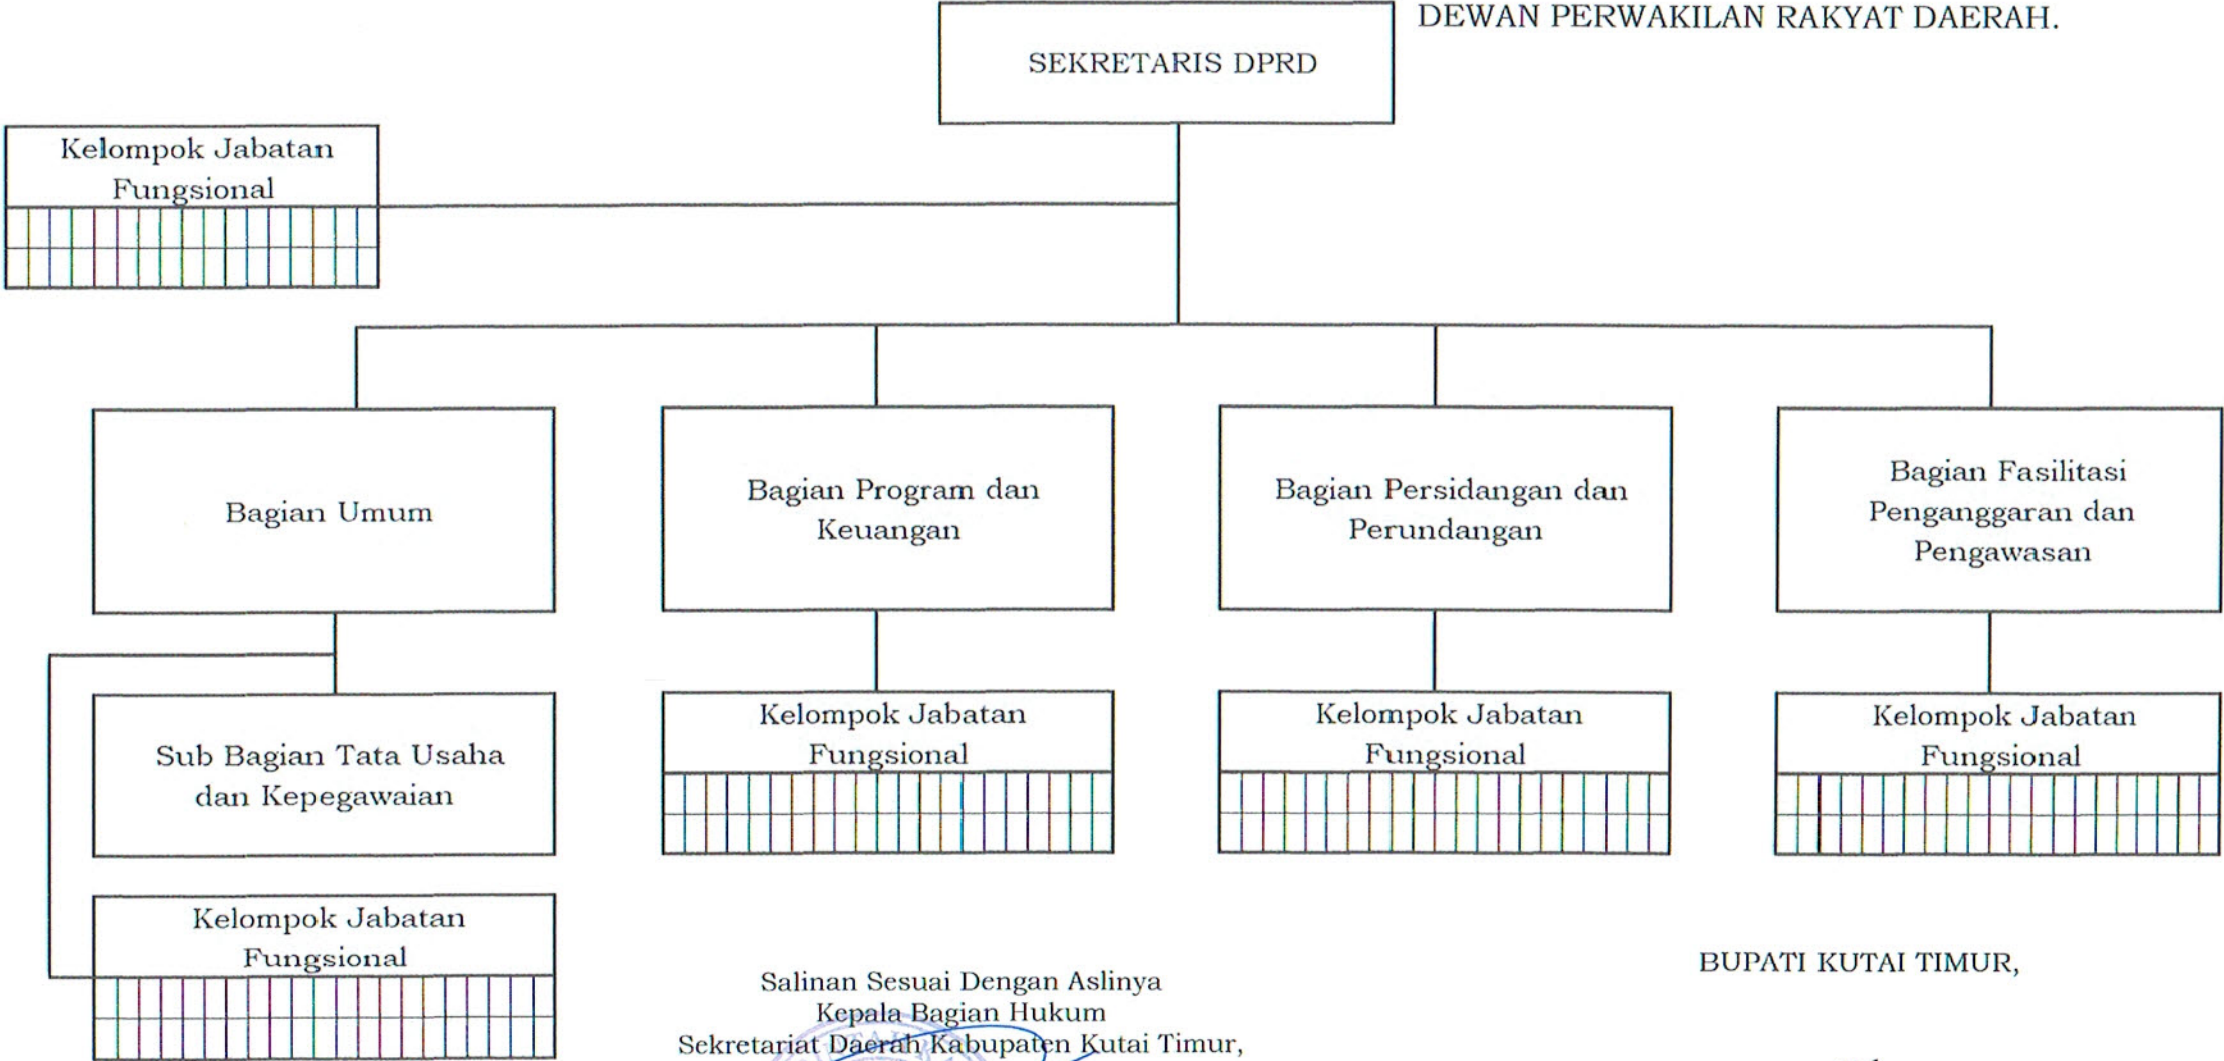 DEWAN PERWAKILAN RAKYAT DAERAH.
SEKRETARIS DPRD
Kelompok Jabatan
Fungsional
Bagian Umum
Bagian Program dan
Keuangan
Bagian Persidangan dan
Perundangan
Bagian Fasilitasi
Penganggaran dan
Pengawasan
Sub Bagian Tata Usaha
dan Kepegawaian
Kelompok Jabatan
Fungsional
Kelompok Jabatan
Fungsional
Kelompok Jabatan
Fungsional
Kelompok Jabatan
Fungsional
Salinan Sesuai Dengan Aslinya
Kepala Bagian Hukum
Sekretariat Daerah Kabupaten Kutai Timur,
BUPATI KUTAI TIMUR,